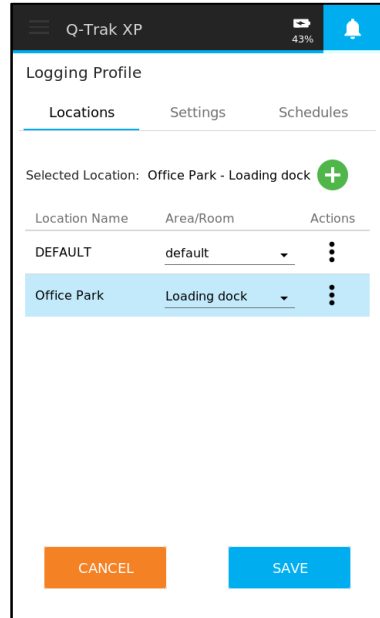 Q-Trak XP
43%
Logging Profile
Locations Settings Schedules
Selected Location: Office Park - Loading dock
Location Name Area/Room Actions
DEFAULT default
Office Park Loading dock
CANCEL SAVE